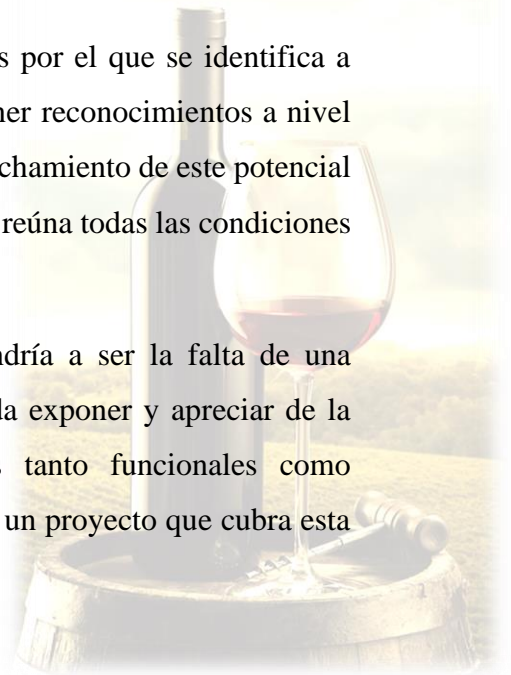 s por el que se identifica a
ner reconocimientos a nivel
chamiento de este potencial
reúna todas las condiciones
ndría a ser la falta de una
da exponer y apreciar de la
tanto funcionales como
un proyecto que cubra esta